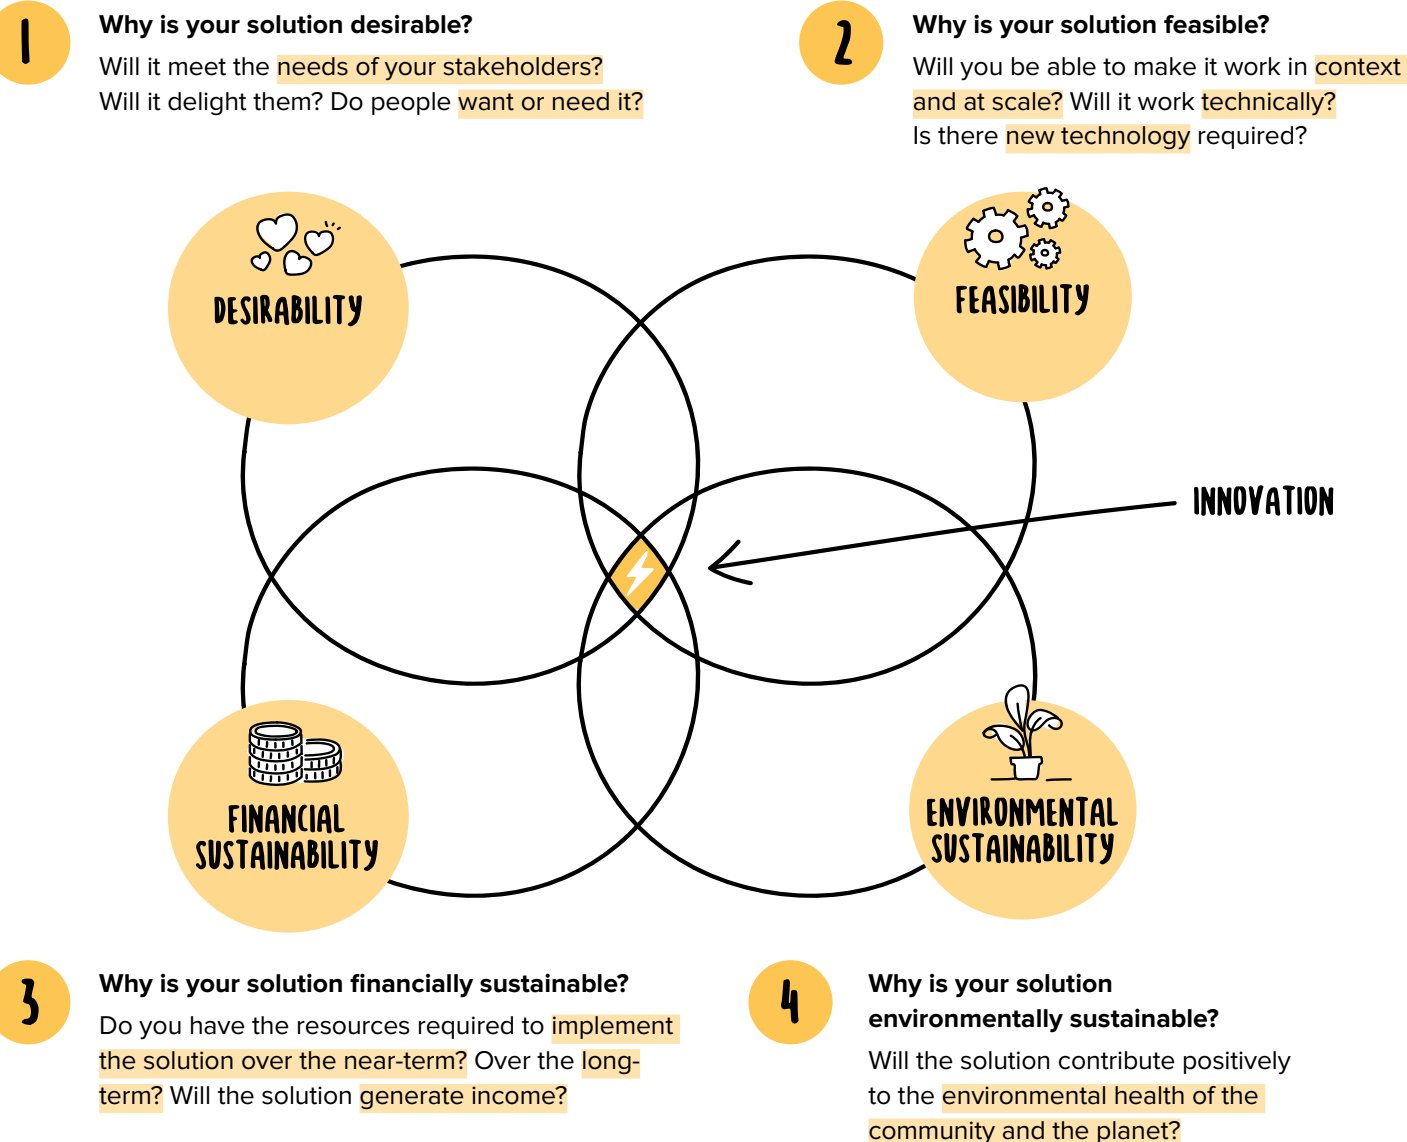 1
Why is your solution desirable?
Will it meet the needs of your stakeholders?
Will it delight them? Do people want or need it?
2
Why is your solution feasible?
Will you be able to make it work in context
and at scale? Will it work technically?
Is there new technology required?
DESIRABILITY
FEASIBILITY
INNOVATION
FINANCIAL
SUSTAINABILITY
ENVIRONMENTAL
SUSTAINABILITY
3
Why is your solution financially sustainable?
Do you have the resources required to implement
the solution over the near-term? Over the long-
term? Will the solution generate income?
4
Why is your solution
environmentally sustainable?
Will the solution contribute positively
to the environmental health of the
community and the planet?